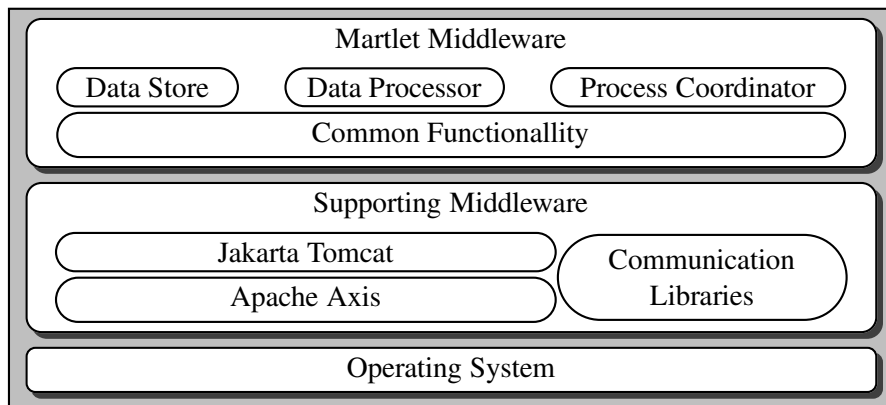 Martlet Middleware
Data Store
Data Processor
Process Coordinator
Common Functionallity
Supporting Middleware
Jakarta Tomcat
Apache Axis
Communication
Libraries
Operating System